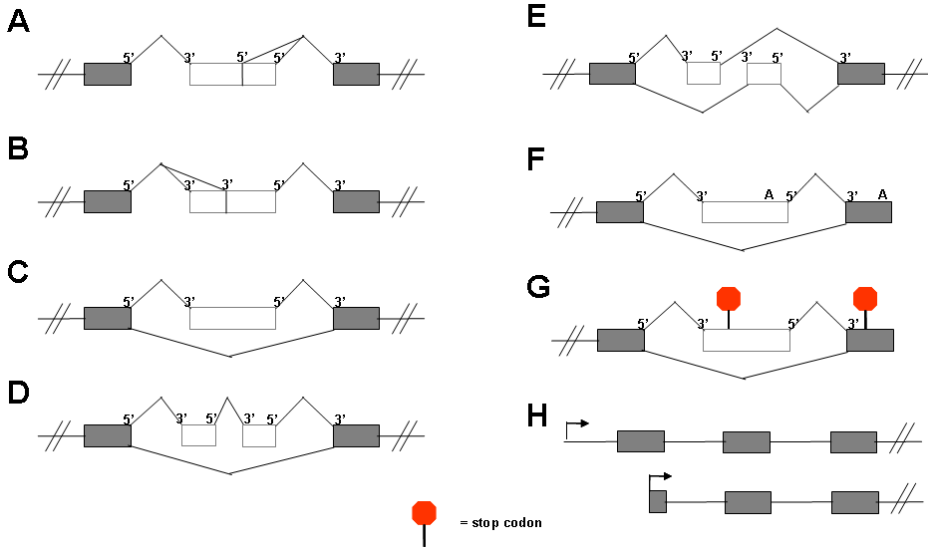 A
5' 3' 5' 5' 3'
B
5' 3' 3' 5' 3'
C
5' 3' 5' 3'
D
5' 3' 5' 3' 5' 3'
E
5' 3' 5' 3' 5' 3'
F
5' 3' A 5' 3' A
G
5' 3' 5' 3'
H
= stop codon